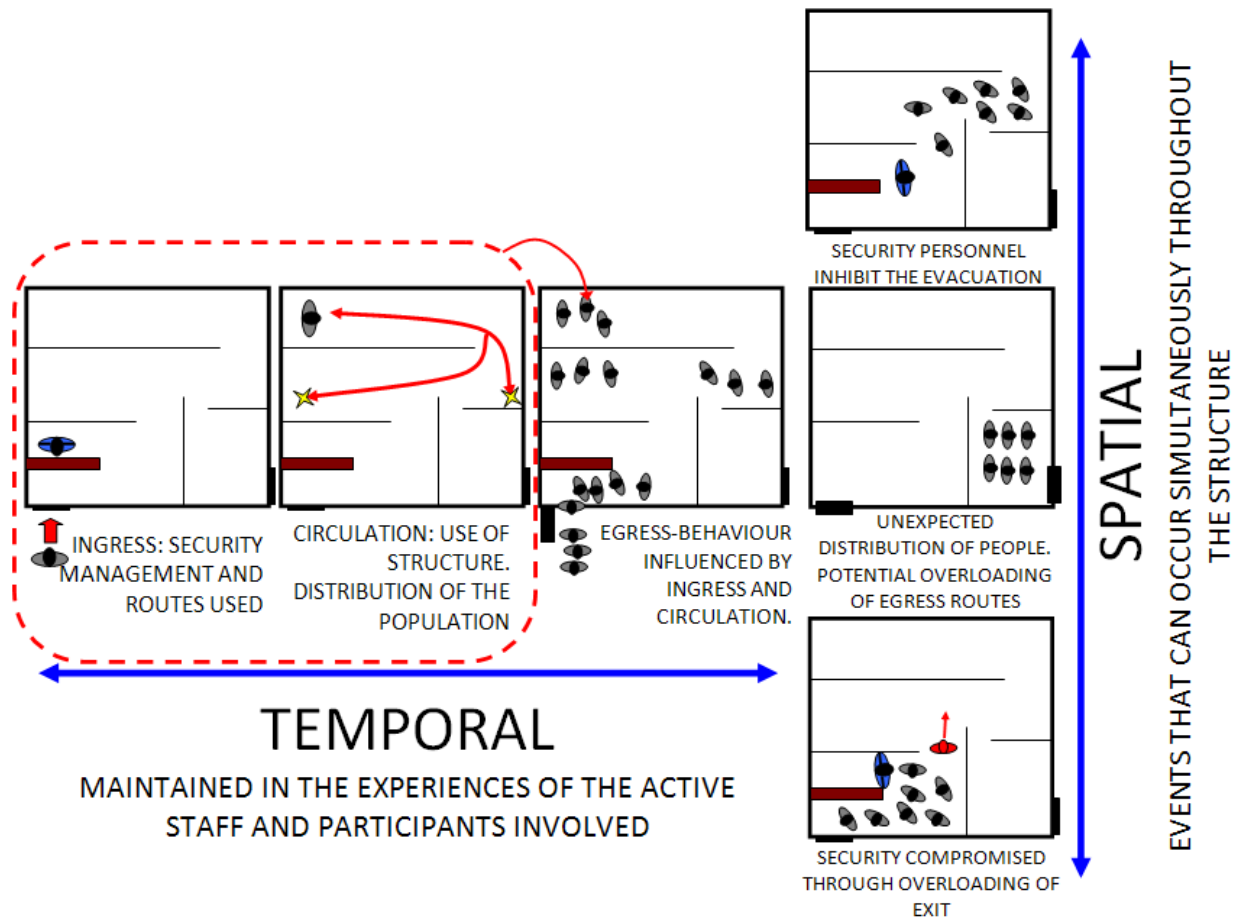 SECURITY PERSONNEL
INHIBIT THE EVACUATION
INGRESS: SECURITY
MANAGEMENT AND
ROUTES USED
CIRCULATION: USE OF
STRUCTURE.
DISTRIBUTION OF THE
POPULATION
EGRESS-BEHAVIOUR
INFLUENCED BY
INGRESS AND
CIRCULATION.
UNEXPECTED
DISTRIBUTION OF PEOPLE.
POTENTIAL OVERLOADING
OF EGRESS ROUTES
TEMPORAL
MAINTAINED IN THE EXPERIENCES OF THE ACTIVE
STAFF AND PARTICIPANTS INVOLVED
SECURITY COMPROMISED
THROUGH OVERLOADING OF
EXIT
SPATIAL
EVENTS THAT CAN OCCUR SIMULTANEOUSLY THROUGHOUT
THE STRUCTURE